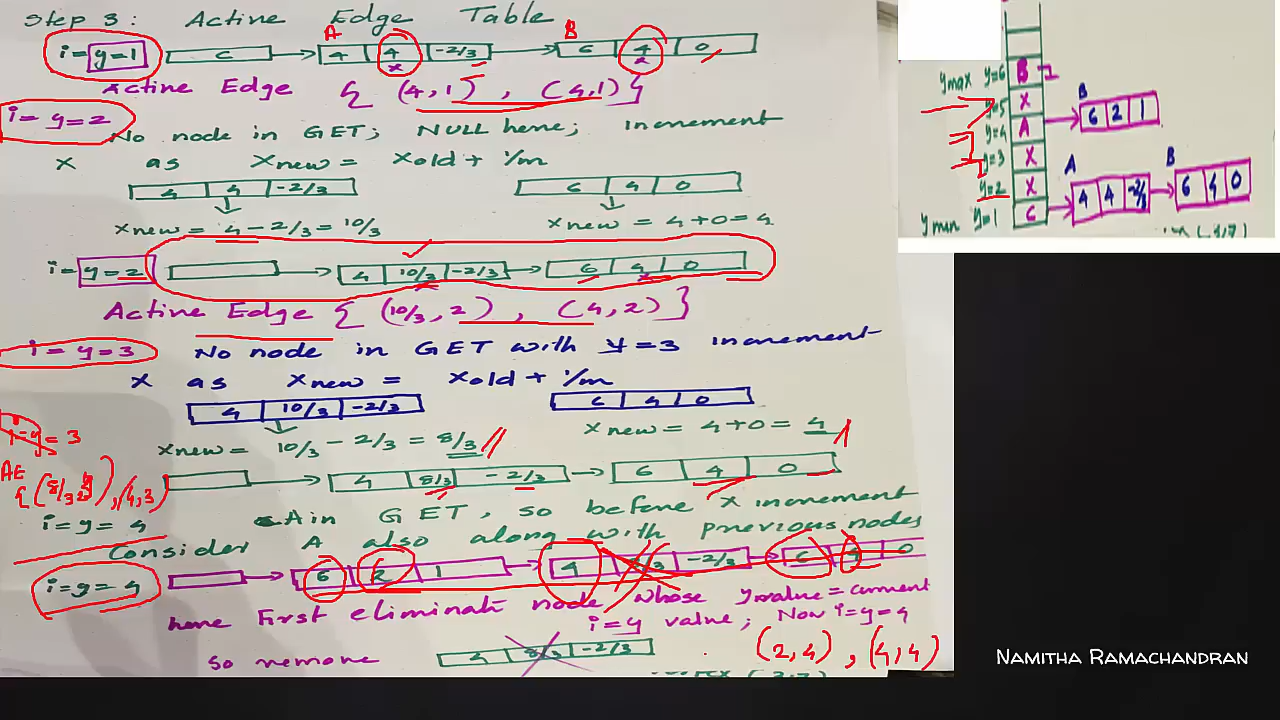 Step 3: Active Edge Table
A B
i= y=1 C 4 4 -2/3 6 4 0
x x
Active Edge { (4,1), (4,1)}
i= y=2
No node in GET; NULL here; increment
x as xnew = xold + 1/m
4 4 -2/3 6 4 0
xnew = 4-2/3=10/3 xnew = 4+0=4
i= y=2 4 10/3 -2/3 6 4 0
Active Edge { (10/3, 2), (4,2)}
i= y=3 No node in GET with y=3 increment
x as xnew = xold + 1/m
4 10/3 -2/3 6 4 0
i=y=3
xnew = 10/3 - 2/3 = 8/3 xnew = 4+0= 4
AE
{(8/3,3),(4,3) 4 8/3 -2/3 6 4 0
i=y=4 A in GET, so before x increment
Consider A also along with previous nodes
i=y=4 6 2 1 4 8/3 -2/3 6 4 0
here First eliminate node whose ymvalue = current
i=y value; Now i=y=4
so remove 4 8/3 -2/3 (2,4), (4,4)
ymax y=6 B
y=5 X B
y=4 A 6 2 1
y=3 X
y=2 X A B
ymin y=1 C 4 4 -2/3 6 4 0
Namitha Ramachandran